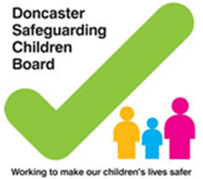 Doncaster
Safeguarding
Children
Board
Working to make our children's lives safer